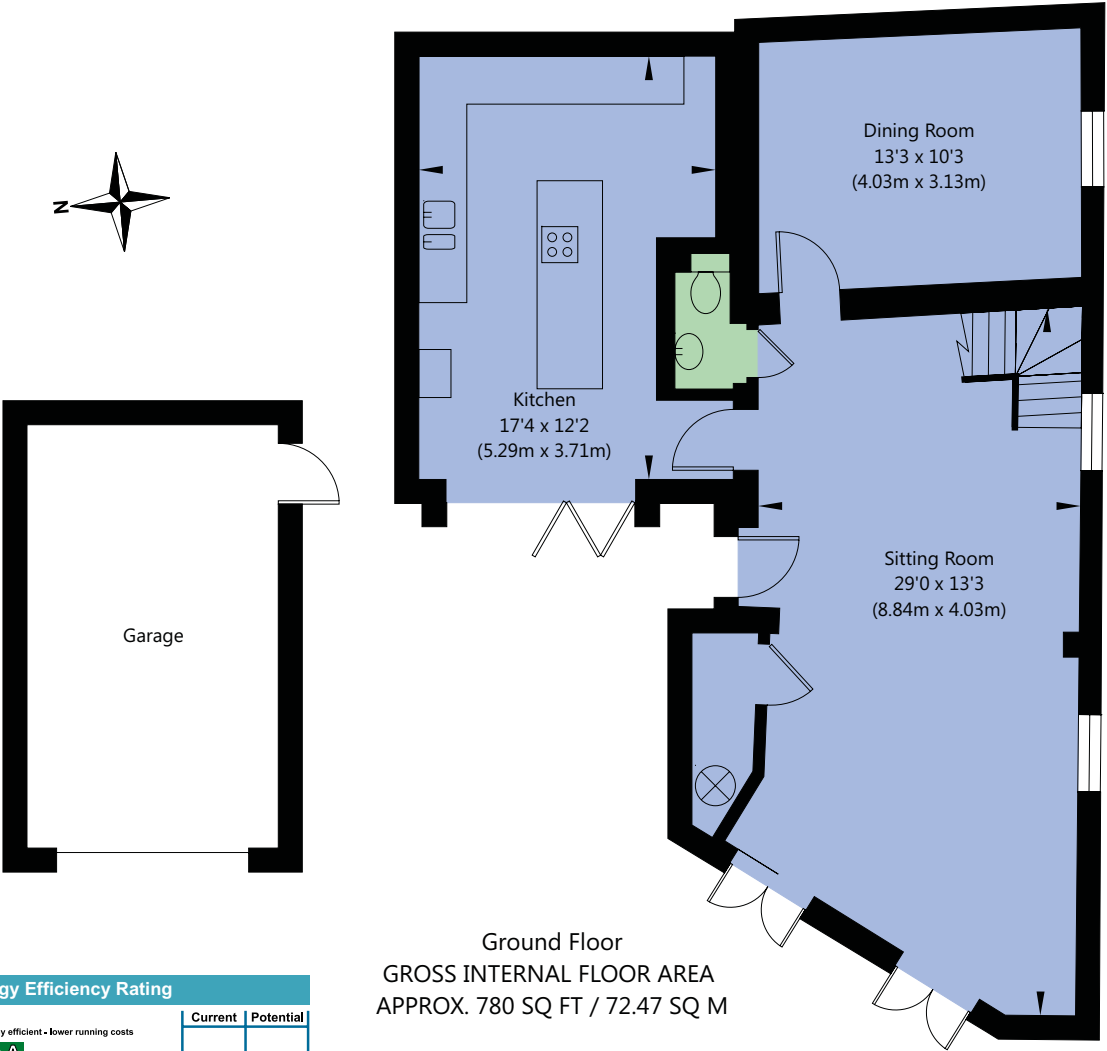 Dining Room
13'3 x 10'3
(4.03m x 3.13m)
N
Kitchen
17'4 x 12'2
(5.29m x 3.71m)
Sitting Room
29'0 x 13'3
(8.84m x 4.03m)
Garage
Ground Floor
GROSS INTERNAL FLOOR AREA
APPROX. 780 SQ FT / 72.47 SQ M
gy Efficiency Rating
Current Potential
y efficient - lower running costs
A